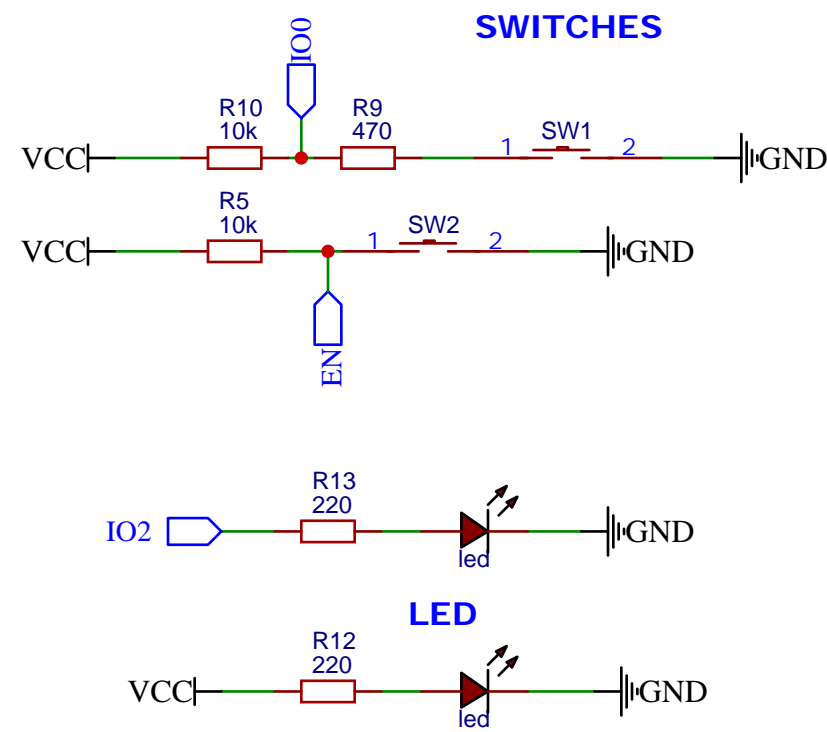 SWITCHES
IO0
R10
10k
R9
470
VCC
1
SW1
2
GND
R5
10k
VCC
1
SW2
2
GND
EN
R13
220
IO2
led
GND
LED
R12
220
VCC
led
GND